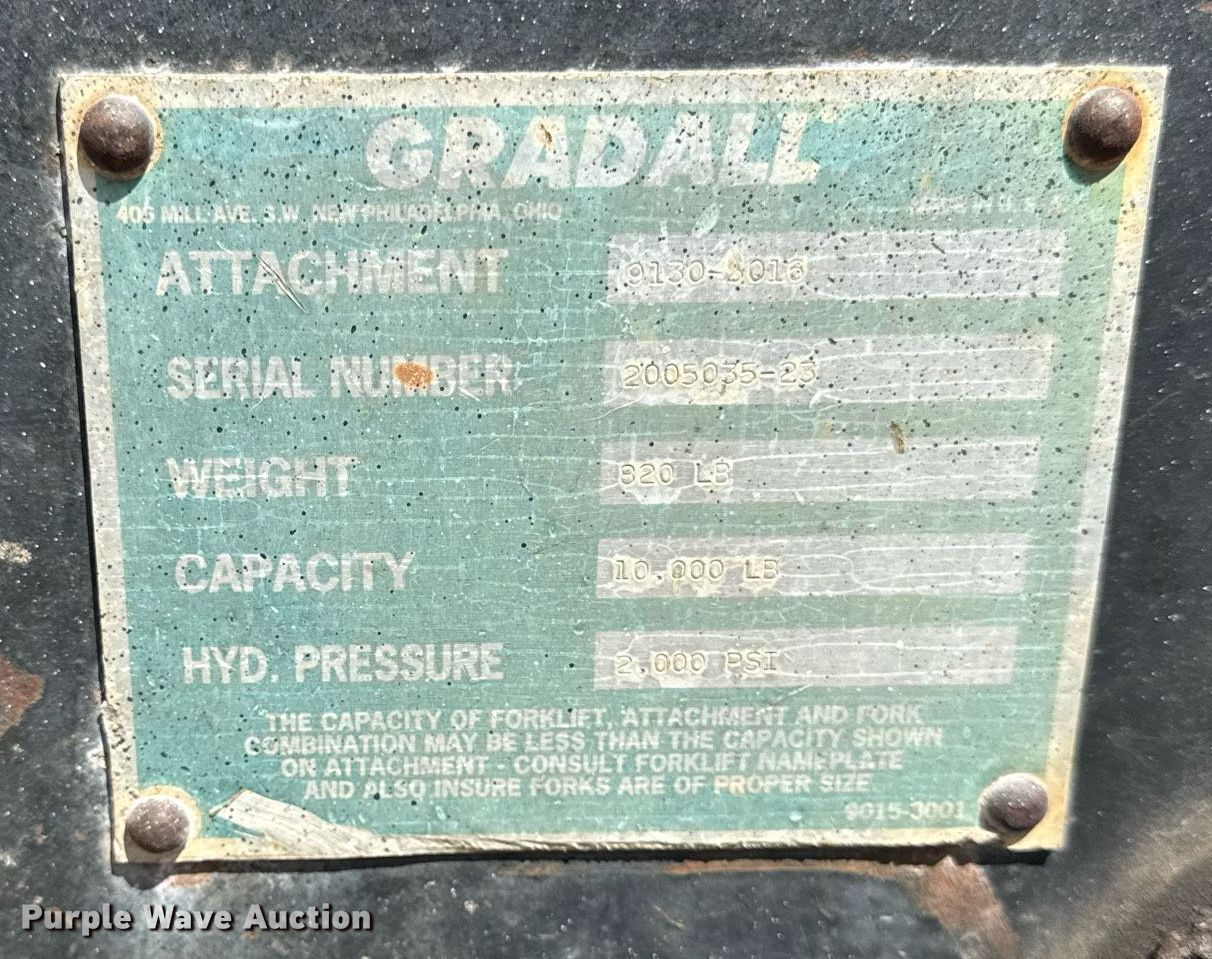 GRADALL
405 MILL AVE. S.W. NEW PHILADELPHIA, OHIO MADE IN U.S.A.
ATTACHMENT 9130-4016
SERIAL NUMBER 2005035-23
WEIGHT 820 LB
CAPACITY 10,000 LB
HYD. PRESSURE 2,000 PSI
THE CAPACITY OF FORKLIFT, ATTACHMENT AND FORK
COMBINATION MAY BE LESS THAN THE CAPACITY SHOWN
ON ATTACHMENT - CONSULT FORKLIFT NAMEPLATE
AND ALSO INSURE FORKS ARE OF PROPER SIZE
9015-3001
Purple Wave Auction